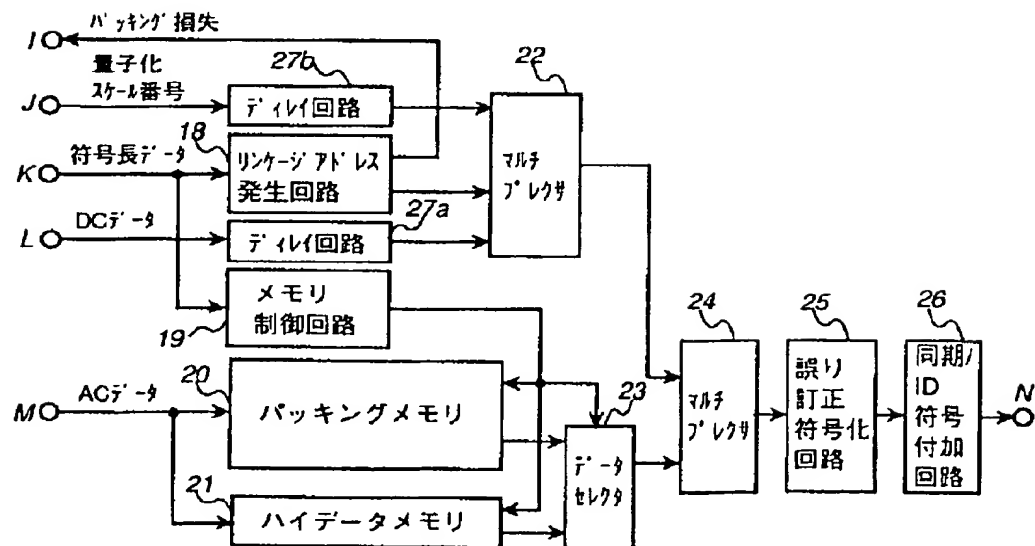 I
パッキング損失
J
量子化
スケール番号
27b
ディレイ回路
22
マルチ
プレクサ
K
符号長データ
18
リンケージアドレス
発生回路
L
DCデータ
27a
ディレイ回路
メモリ
制御回路
19
M
ACデータ
20
パッキングメモリ
21
ハイデータメモリ
23
データ
セレクタ
24
マルチ
プレクサ
25
誤り
訂正
符号化
回路
26
同期/
ID
符号
付加
回路
N